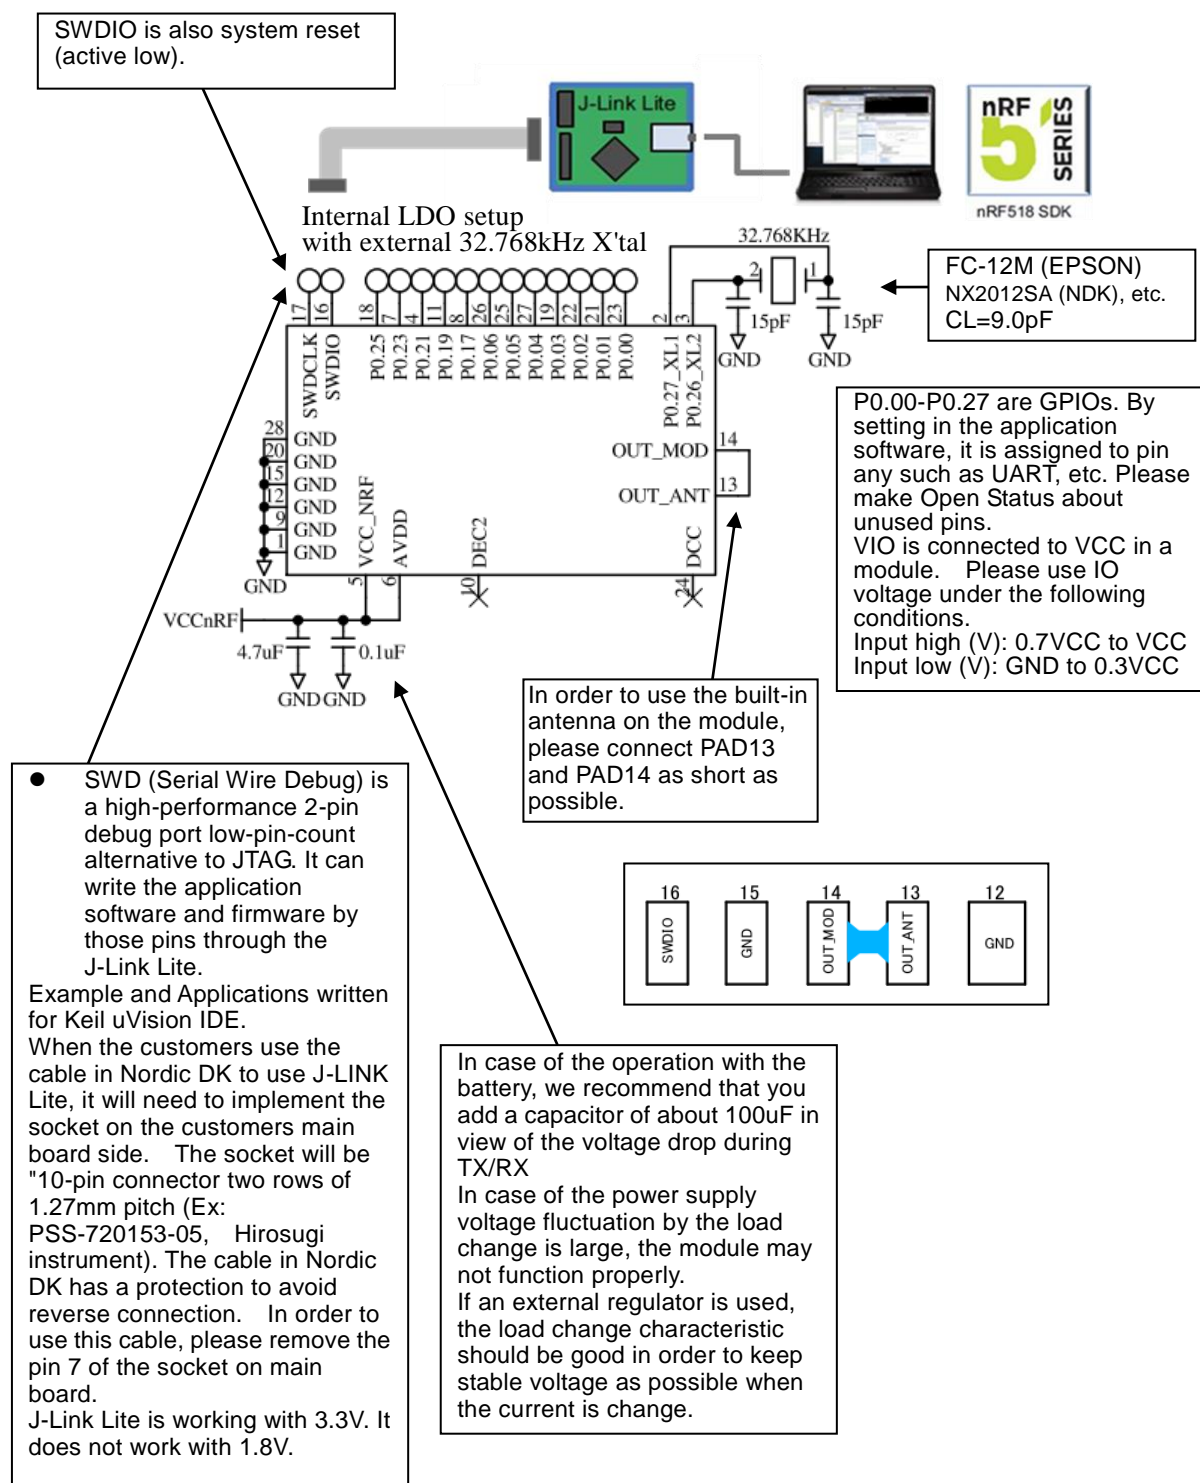 SWDIO is also system reset
(active low).
J-Link Lite
nRF
5
SERIES
nRF518 SDK
Internal LDO setup
with external 32.768kHz X'tal
32.768KHz
2
1
15pF
15pF
GND
GND
FC-12M (EPSON)
NX2012SA (NDK), etc.
CL=9.0pF
17
16
18
7
4
11
8
26
25
27
19
22
21
23
2
3
SWDCLK
SWDIO
P0.25
P0.23
P0.21
P0.19
P0.17
P0.06
P0.05
P0.04
P0.03
P0.02
P0.01
P0.00
P0.27_XL1
P0.26_XL2
28
GND
20
GND
15
GND
12
GND
9
GND
1
GND
GND
OUT_MOD
14
OUT_ANT
13
VCC_NRF
AVDD
DEC2
DCC
5
6
10
24
VCCnRF
4.7uF
0.1uF
GND
GND
P0.00-P0.27 are GPIOs. By
setting in the application
software, it is assigned to pin
any such as UART, etc. Please
make Open Status about
unused pins.
VIO is connected to VCC in a
module. Please use IO
voltage under the following
conditions.
Input high (V): 0.7VCC to VCC
Input low (V): GND to 0.3VCC
In order to use the built-in
antenna on the module,
please connect PAD13
and PAD14 as short as
possible.
● SWD (Serial Wire Debug) is
a high-performance 2-pin
debug port low-pin-count
alternative to JTAG. It can
write the application
software and firmware by
those pins through the
J-Link Lite.
Example and Applications written
for Keil uVision IDE.
When the customers use the
cable in Nordic DK to use J-LINK
Lite, it will need to implement the
socket on the customers main
board side. The socket will be
"10-pin connector two rows of
1.27mm pitch (Ex:
PSS-720153-05, Hirosugi
instrument). The cable in Nordic
DK has a protection to avoid
reverse connection. In order to
use this cable, please remove the
pin 7 of the socket on main
board.
J-Link Lite is working with 3.3V. It
does not work with 1.8V.
16
15
14
13
12
SWDIO
GND
OUT_MOD
OUT_ANT
GND
In case of the operation with the
battery, we recommend that you
add a capacitor of about 100uF in
view of the voltage drop during
TX/RX
In case of the power supply
voltage fluctuation by the load
change is large, the module may
not function properly.
If an external regulator is used,
the load change characteristic
should be good in order to keep
stable voltage as possible when
the current is change.